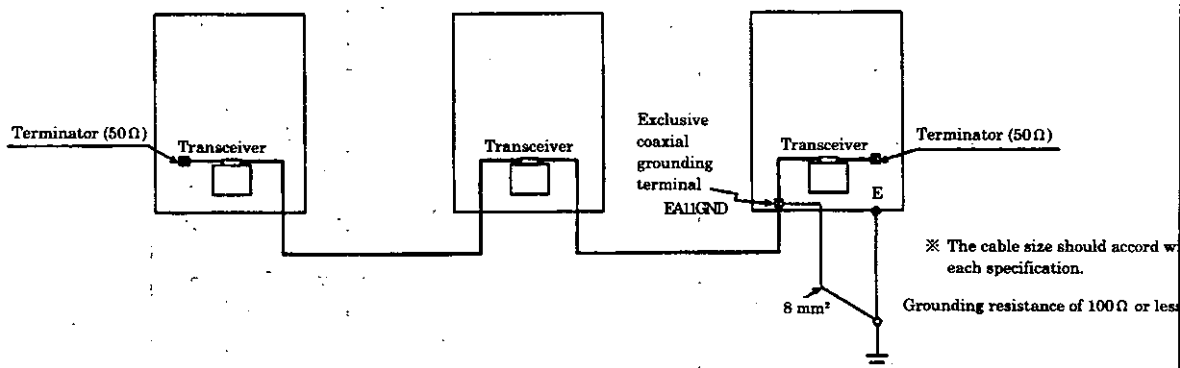 Terminator (50Ω)
Transceiver
Transceiver
Exclusive
coaxial
grounding
terminal
EA11GND
Transceiver
Terminator (50Ω)
E
※ The cable size should accord
each specification.
8 mm²
Grounding resistance of 100Ω or